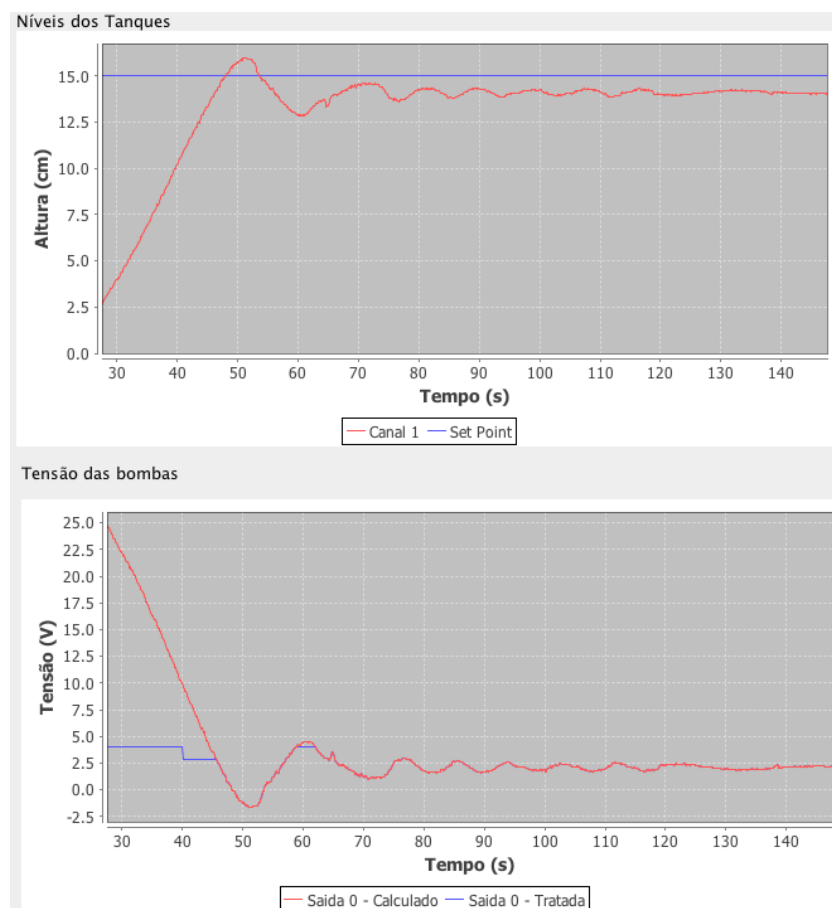 Níveis dos Tanques
15.0
12.5
10.0
7.5
5.0
2.5
0.0
Altura (cm)
30 40 50 60 70 80 90 100 110 120 130 140
Tempo (s)
Canal 1 Set Point
Tensão das bombas
25.0
22.5
20.0
17.5
15.0
12.5
10.0
7.5
5.0
2.5
0.0
-2.5
Tensão (V)
30 40 50 60 70 80 90 100 110 120 130 140
Tempo (s)
Saida 0 - Calculado Saida 0 - Tratada